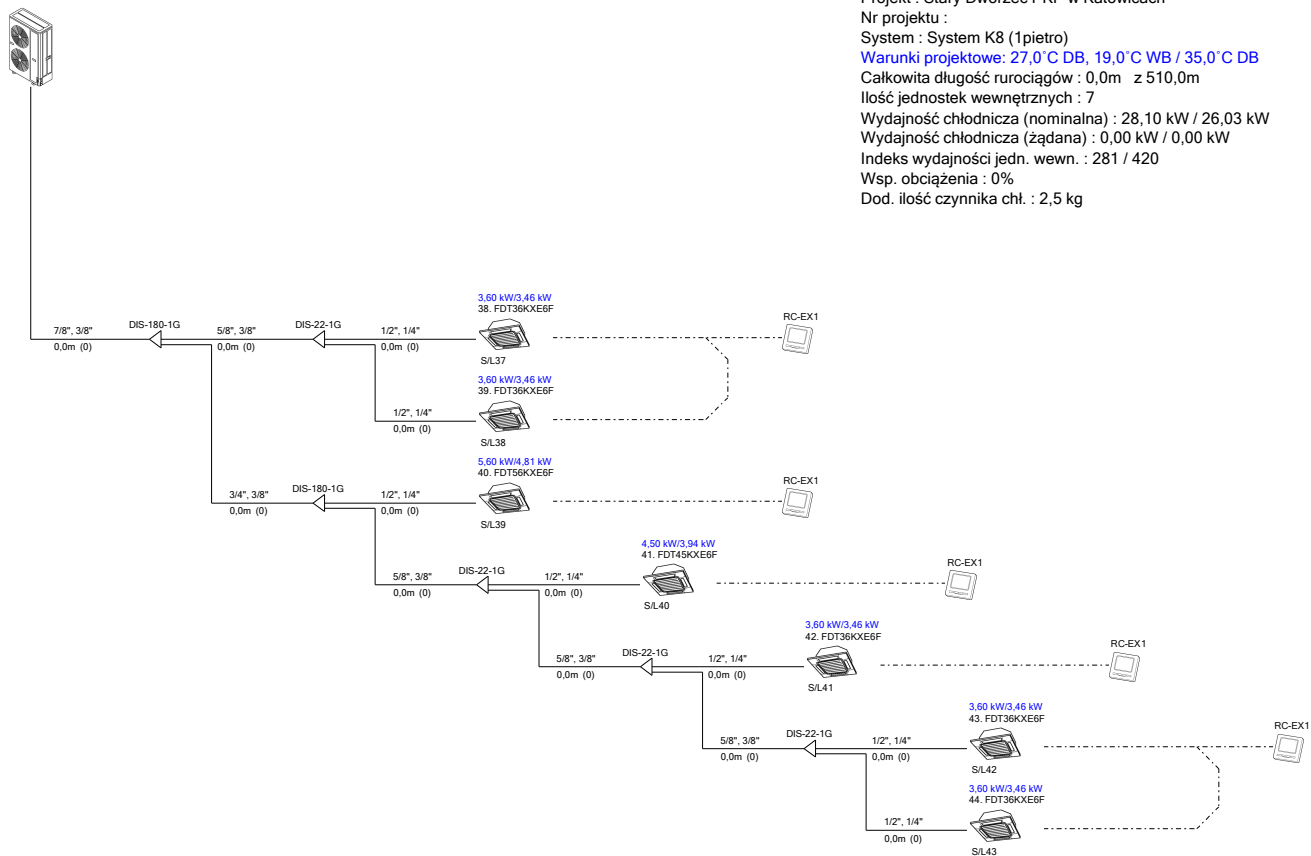 Projekt : Stary Dworzec PKP w Katowicach
Nr projektu :
System : System K8 (1pietro)
Warunki projektowe: 27,0°C DB, 19,0°C WB / 35,0°C DB
Całkowita długość rurociągów : 0,0m z 510,0m
Ilość jednostek wewnętrznych : 7
Wydajność chłodnicza (nominalna) : 28,10 kW / 26,03 kW
Wydajność chłodnicza (żądana) : 0,00 kW / 0,00 kW
Indeks wydajności jedn. wewn. : 281 / 420
Wsp. obciążenia : 0%
Dod. ilość czynnika chł. : 2,5 kg
3,60 kW/3,46 kW
38. FDT36KXE6F
RC-EX1
7/8", 3/8"
DIS-180-1G
5/8", 3/8"
DIS-22-1G
1/2", 1/4"
0,0m (0)
0,0m (0)
0,0m (0)
S/L37
3,60 kW/3,46 kW
39. FDT36KXE6F
1/2", 1/4"
0,0m (0)
S/L38
5,60 kW/4,81 kW
40. FDT56KXE6F
RC-EX1
3/4", 3/8"
DIS-180-1G
1/2", 1/4"
0,0m (0)
0,0m (0)
S/L39
4,50 kW/3,94 kW
41. FDT45KXE6F
RC-EX1
5/8", 3/8"
DIS-22-1G
1/2", 1/4"
0,0m (0)
0,0m (0)
S/L40
3,60 kW/3,46 kW
42. FDT36KXE6F
RC-EX1
5/8", 3/8"
DIS-22-1G
1/2", 1/4"
0,0m (0)
0,0m (0)
S/L41
3,60 kW/3,46 kW
43. FDT36KXE6F
RC-EX1
5/8", 3/8"
DIS-22-1G
1/2", 1/4"
0,0m (0)
0,0m (0)
S/L42
3,60 kW/3,46 kW
44. FDT36KXE6F
1/2", 1/4"
0,0m (0)
S/L43